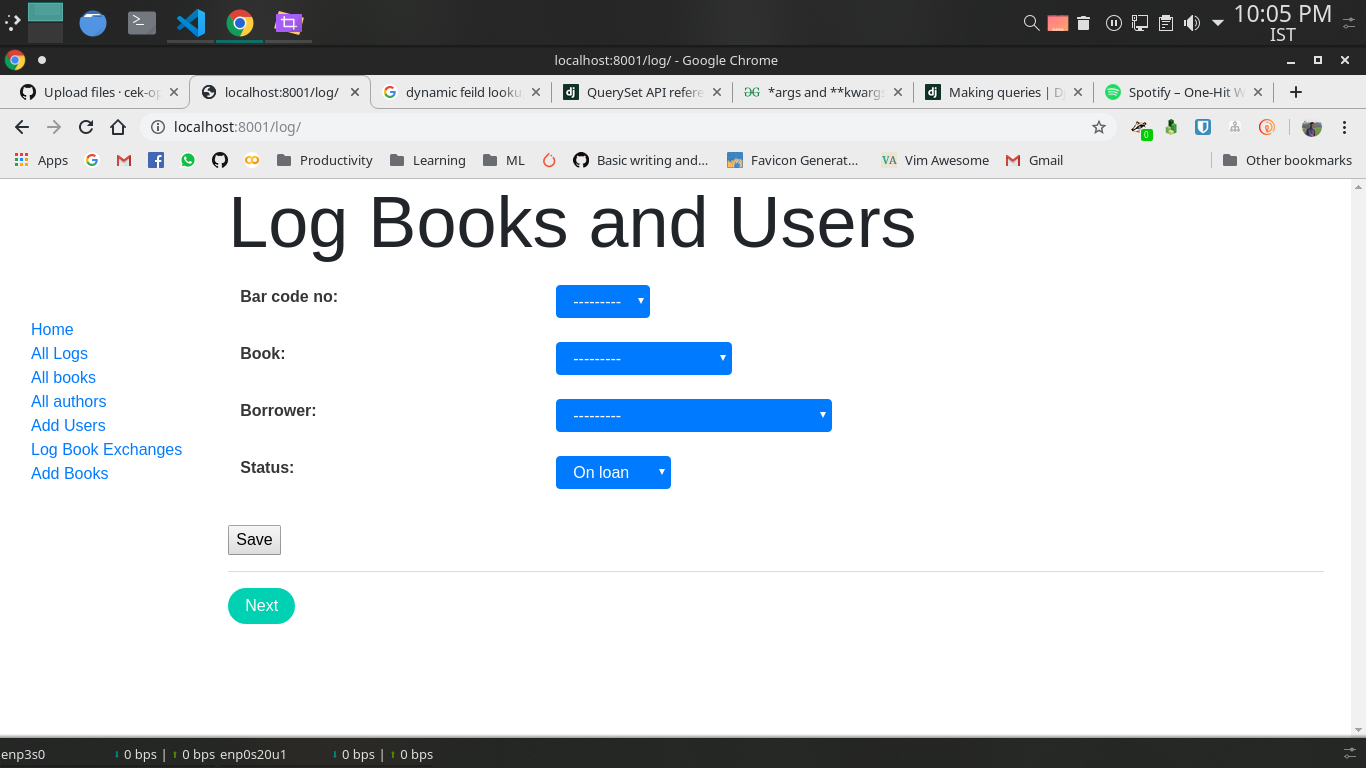 10:05 PM
IST
localhost:8001/log/ - Google Chrome
Upload files · cek-op
localhost:8001/log/
dynamic feild looku
QuerySet API refere
*args and **kwargs
Making queries | Dj
Spotify – One-Hit W
localhost:8001/log/
0
Apps
Productivity
Learning
ML
Basic writing and...
Favicon Generat...
VA Vim Awesome
Gmail
Other bookmarks
Log Books and Users
Bar code no: ---------
Home
All Logs
All books
All authors
Add Users
Log Book Exchanges
Add Books
Book: ---------
Borrower: ---------
Status: On loan
Save
Next
enp3s0 0 bps | 0 bps enp0s20u1 0 bps | 0 bps